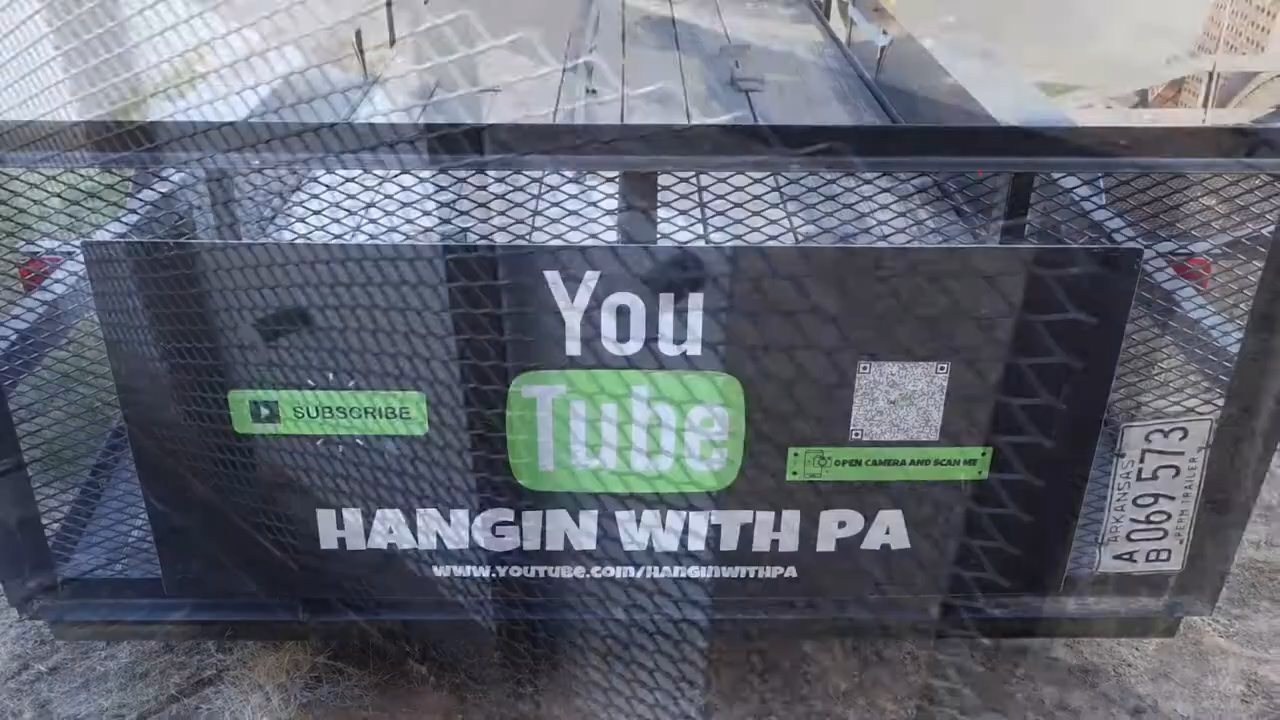 You
Tube
SUBSCRIBE
OPEN CAMERA AND SCAN ME
HANGIN WITH PA
WWW.YOUTUBE.COM/HANGINWITHPA
ARKANSAS
AB 069 573
PERM TRAILER